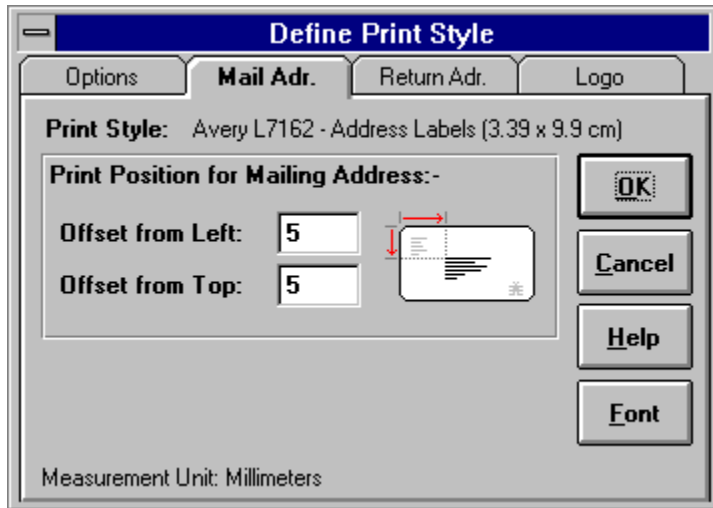 Define Print Style
Options Mail Adr. Return Adr. Logo
Print Style: Avery L7162 - Address Labels (3.39 x 9.9 cm)
Print Position for Mailing Address:-
OK
Offset from Left: 5
Cancel
Offset from Top: 5
Help
Font
Measurement Unit: Millimeters